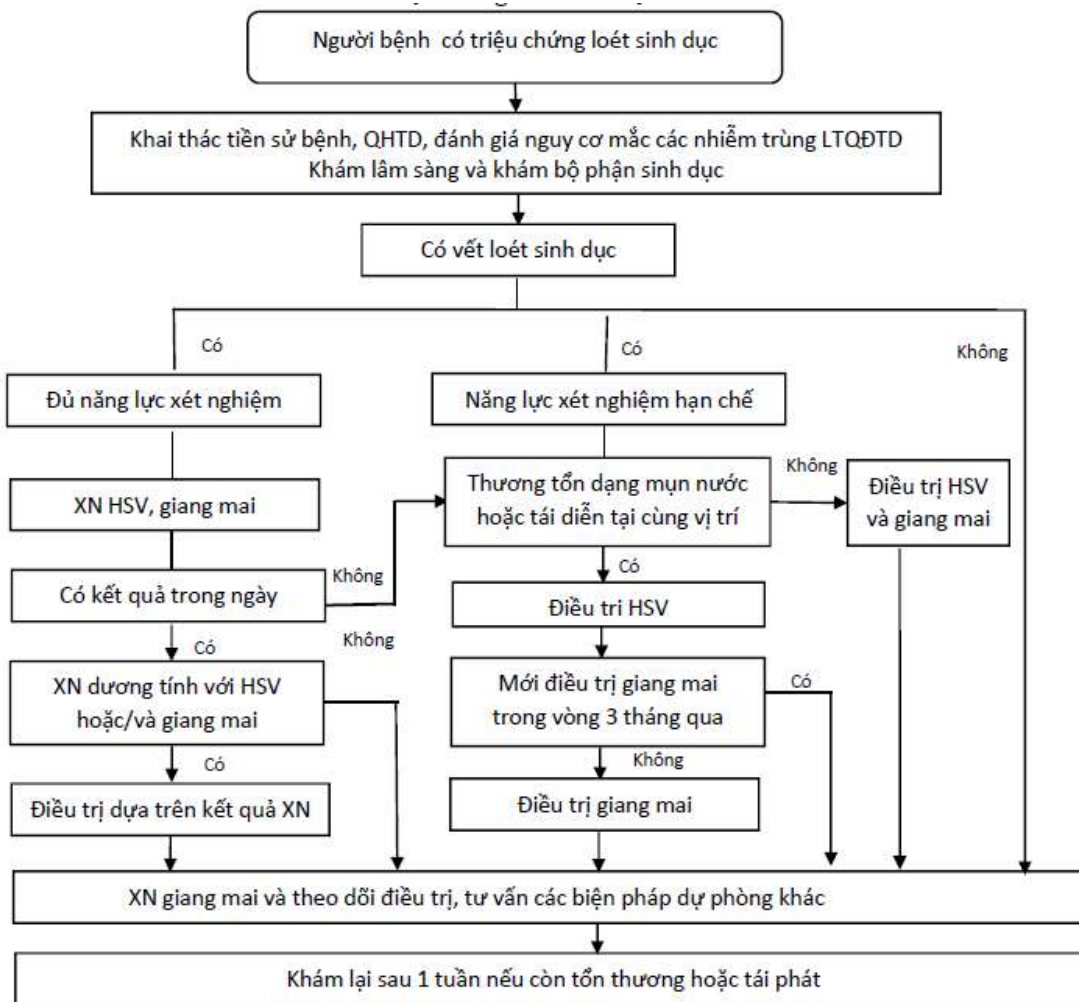 Người bệnh có triệu chứng loét sinh dục
Khai thác tiền sử bệnh, QHTD, đánh giá nguy cơ mắc các nhiễm trùng LTQĐTD
Khám lâm sàng và khám bộ phận sinh dục
Có vết loét sinh dục
Có
Có
Không
Đủ năng lực xét nghiệm
Năng lực xét nghiệm hạn chế
XN HSV, giang mai
Thương tổn dạng mụn nước
hoặc tái diễn tại cùng vị trí
Không
Điều trị HSV
và giang mai
Có kết quả trong ngày
Không
Có
Điều tri HSV
Có
Không
XN dương tính với HSV
hoặc/và giang mai
Mới điều trị giang mai
trong vòng 3 tháng qua
Có
Có
Không
Điều trị dựa trên kết quả XN
Điều trị giang mai
XN giang mai và theo dõi điều trị, tư vấn các biện pháp dự phòng khác
Khám lại sau 1 tuần nếu còn tổn thương hoặc tái phát